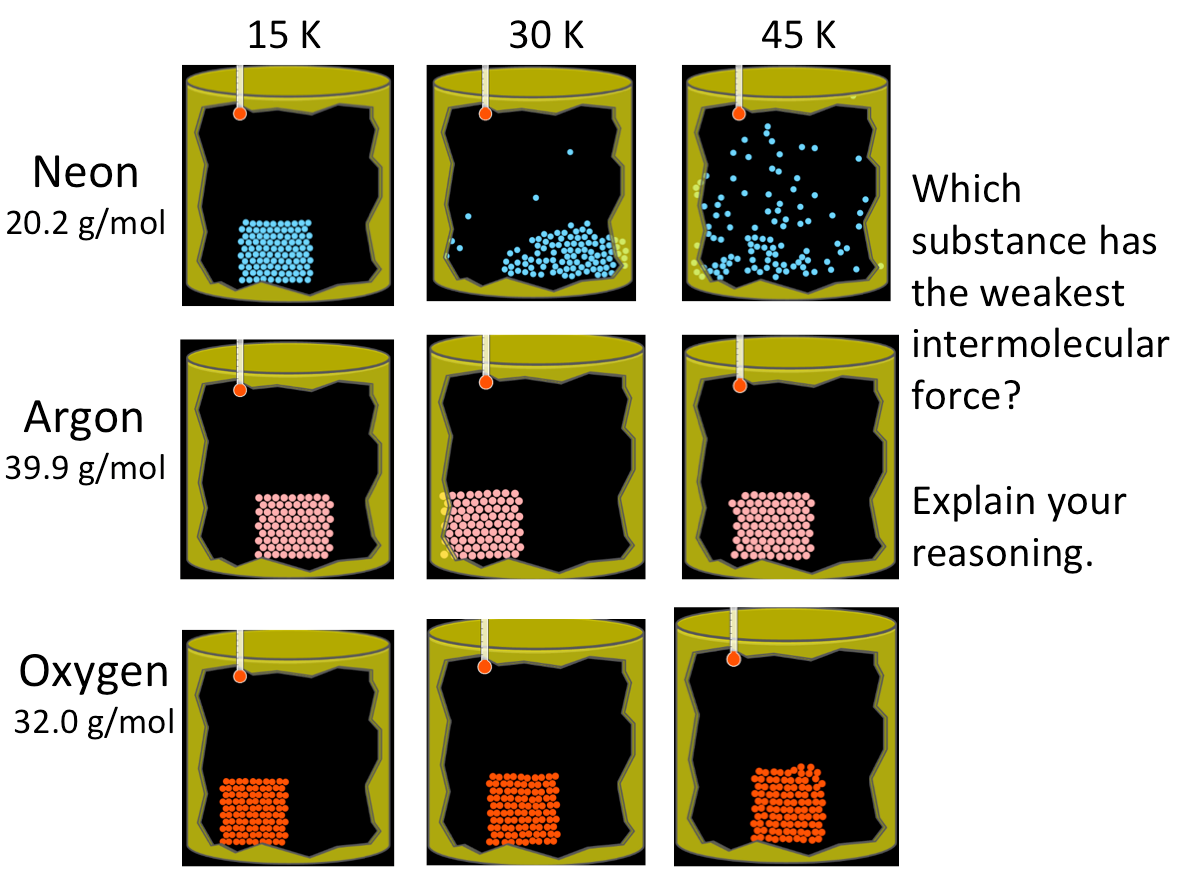 15 K 30 K 45 K
Neon
20.2 g/mol
Argon
39.9 g/mol
Oxygen
32.0 g/mol
Which
substance has
the weakest
intermolecular
force?
Explain your
reasoning.